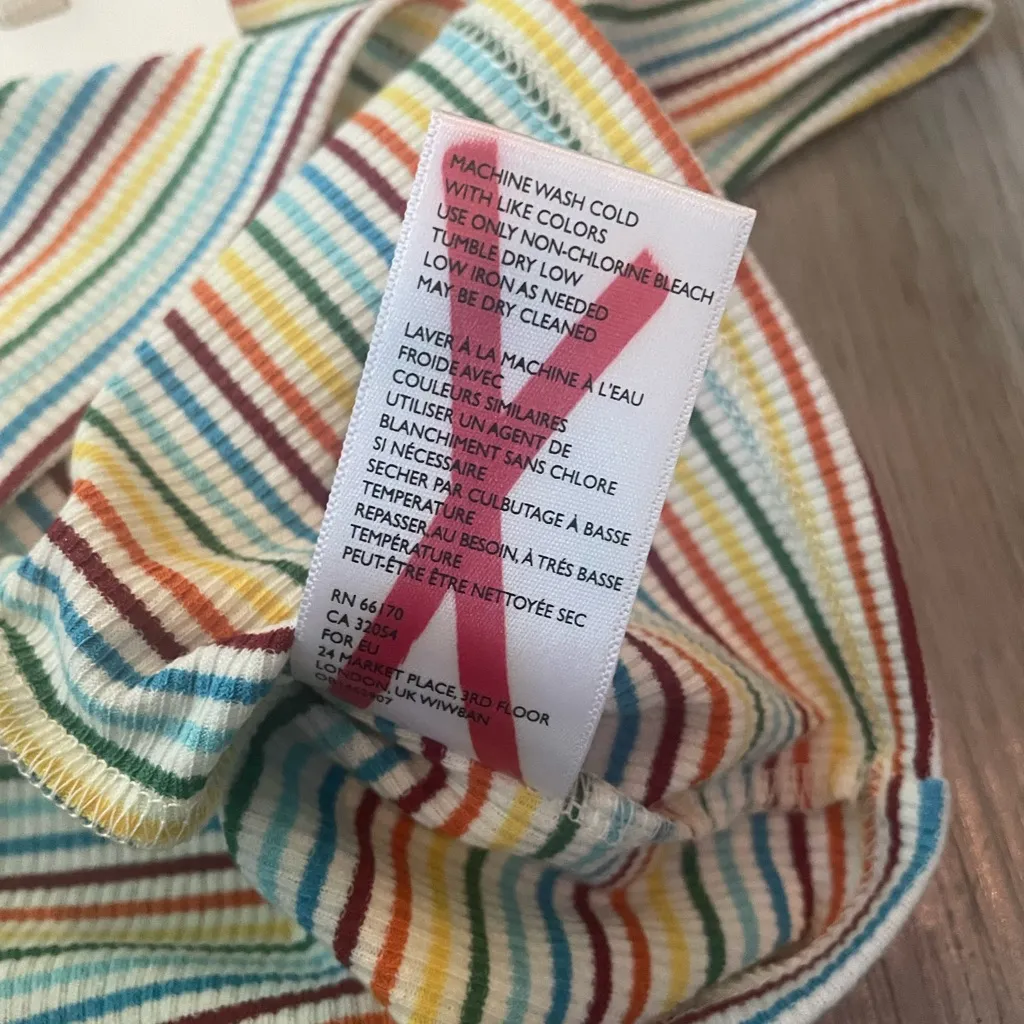 MACHINE WASH COLD
WITH LIKE COLORS
USE ONLY NON-CHLORINE BLEACH
TUMBLE DRY LOW
LOW IRON AS NEEDED
MAY BE DRY CLEANED
LAVER À LA MACHINE À L'EAU
FROIDE AVEC
COULEURS SIMILAIRES
UTILISER UN AGENT DE
BLANCHIMENT SANS CHLORE
SI NÉCESSAIRE
SECHER PAR CULBUTAGE À BASSE
TEMPERATURE
REPASSER, AU BESOIN, À TRÉS BASSE
TEMPÉRATURE
PEUT-ÊTRE ÊTRE NETTOYÉE SEC
RN 66170
CA 32054
FOR EU
24 MARKET PLACE, 3RD FLOOR
LONDON, UK W1W8AN